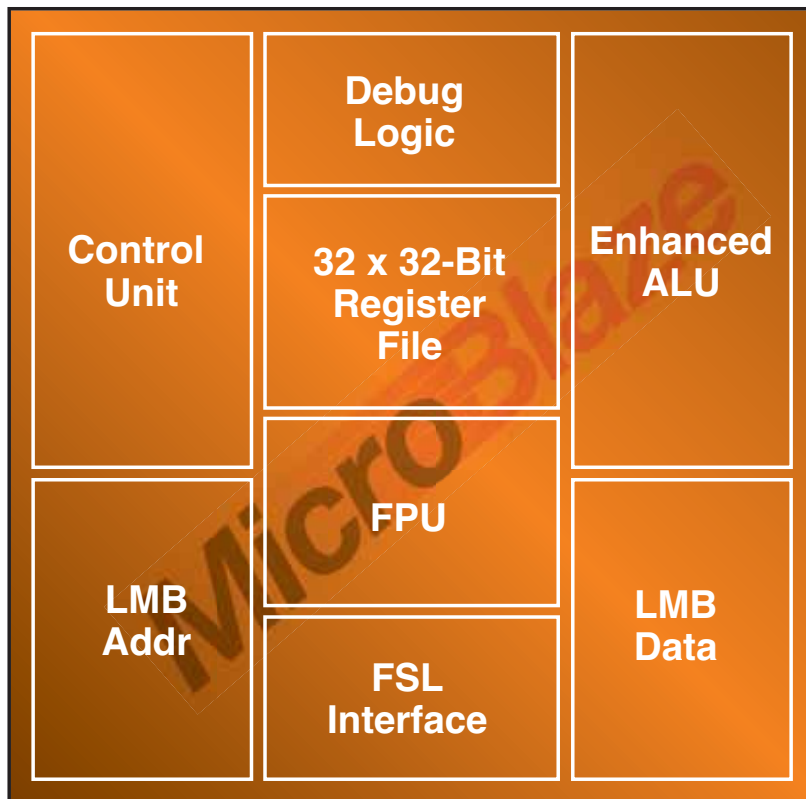 Debug
Logic
Control
Unit
32 x 32-Bit
Register
File
Enhanced
ALU
FPU
LMB
Addr
LMB
Data
FSL
Interface
MicroBlaze